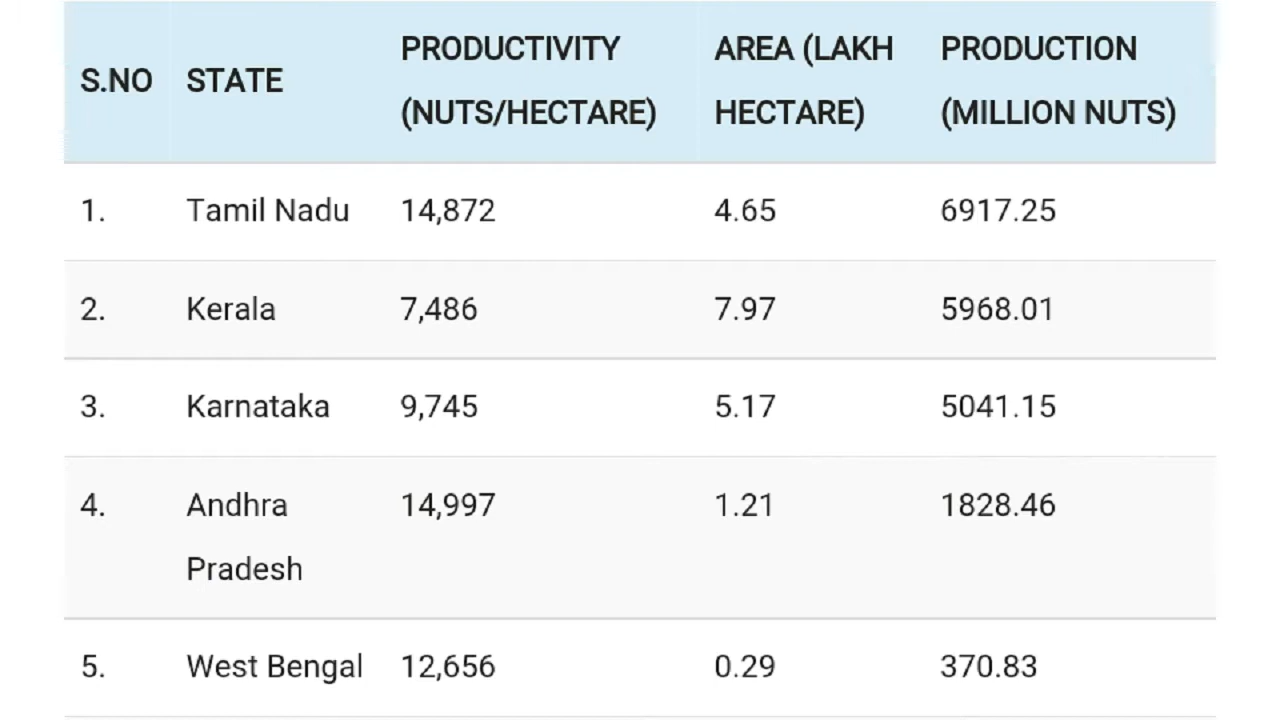 S.NO STATE PRODUCTIVITY (NUTS/HECTARE) AREA (LAKH HECTARE) PRODUCTION (MILLION NUTS)
1. Tamil Nadu 14,872 4.65 6917.25
2. Kerala 7,486 7.97 5968.01
3. Karnataka 9,745 5.17 5041.15
4. Andhra Pradesh 14,997 1.21 1828.46
5. West Bengal 12,656 0.29 370.83